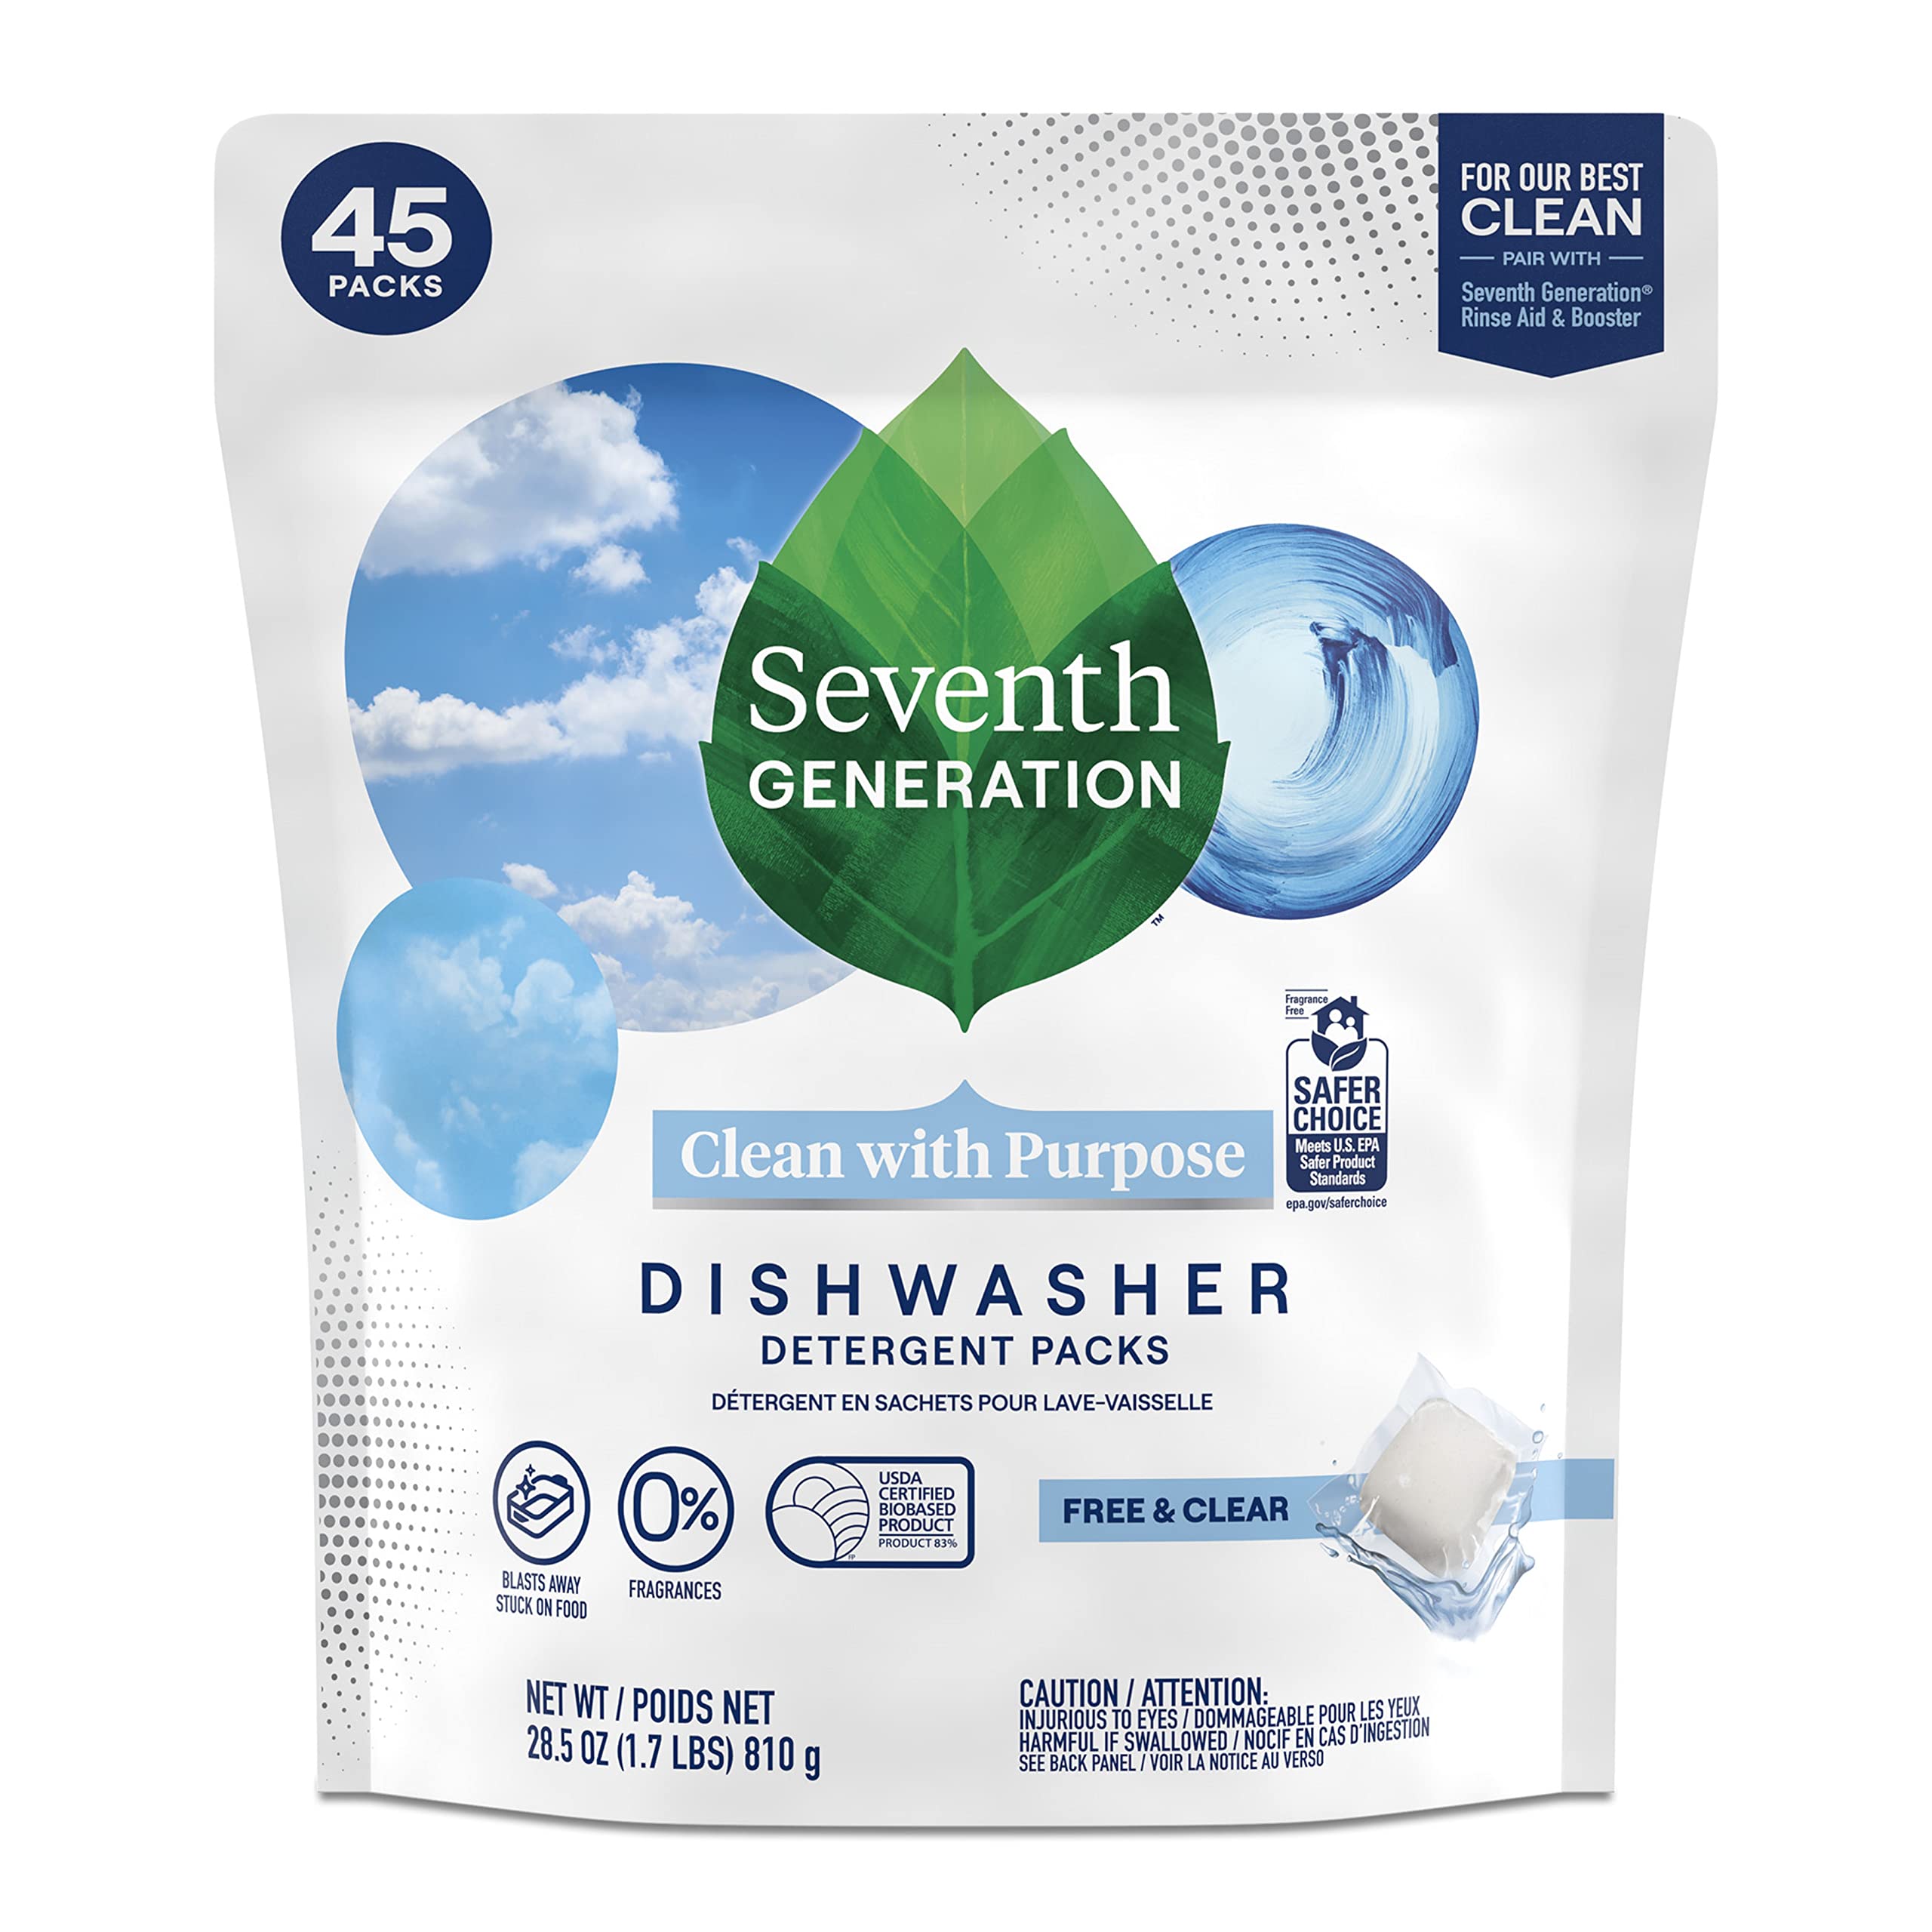 45
PACKS
FOR OUR BEST
CLEAN
PAIR WITH
Seventh Generation®
Rinse Aid & Booster
Seventh
GENERATION
™
Fragrance
Free
SAFER
CHOICE
Meets U.S. EPA
Safer Product
Standards
epa.gov/saferchoice
Clean with Purpose
DISHWASHER
DETERGENT PACKS
DÉTERGENT EN SACHETS POUR LAVE-VAISSELLE
BLASTS AWAY
STUCK ON FOOD
0%
FRAGRANCES
USDA
CERTIFIED
BIOBASED
PRODUCT
PRODUCT 83%
FP
FREE & CLEAR
NET WT / POIDS NET
28.5 OZ (1.7 LBS) 810 g
CAUTION / ATTENTION:
INJURIOUS TO EYES / DOMMAGEABLE POUR LES YEUX
HARMFUL IF SWALLOWED / NOCIF EN CAS D'INGESTION
SEE BACK PANEL / VOIR LA NOTICE AU VERSO